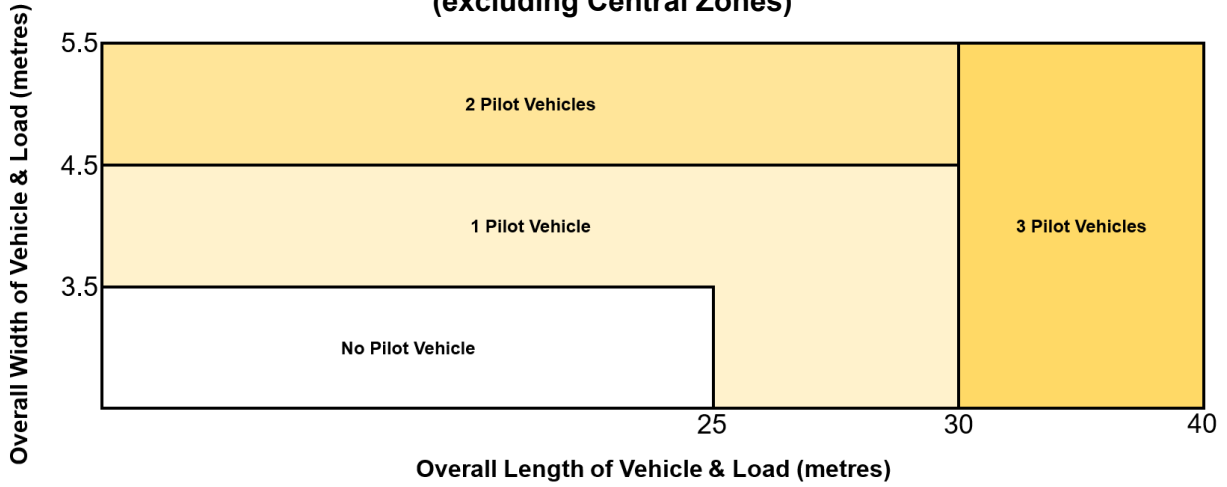 (excluding Central Zones)
Overall Width of Vehicle & Load (metres)
5.5
2 Pilot Vehicles
4.5
1 Pilot Vehicle
3 Pilot Vehicles
3.5
No Pilot Vehicle
25
30
40
Overall Length of Vehicle & Load (metres)